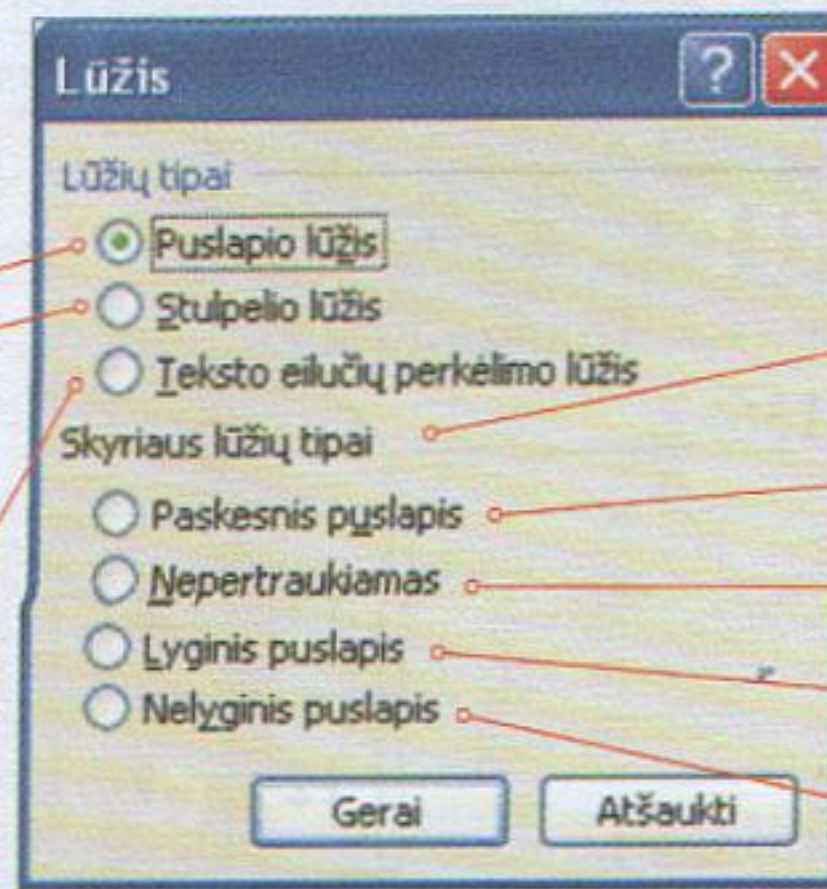 Lūžis
Lūžių tipai
Puslapio lūžis
Stulpelio lūžis
Teksto eilučių perkėlimo lūžis
Skyriaus lūžių tipai
Paskesnis puslapis
Nepertraukiamas
Lyginis puslapis
Nelyginis puslapis
Gerai Atšaukti